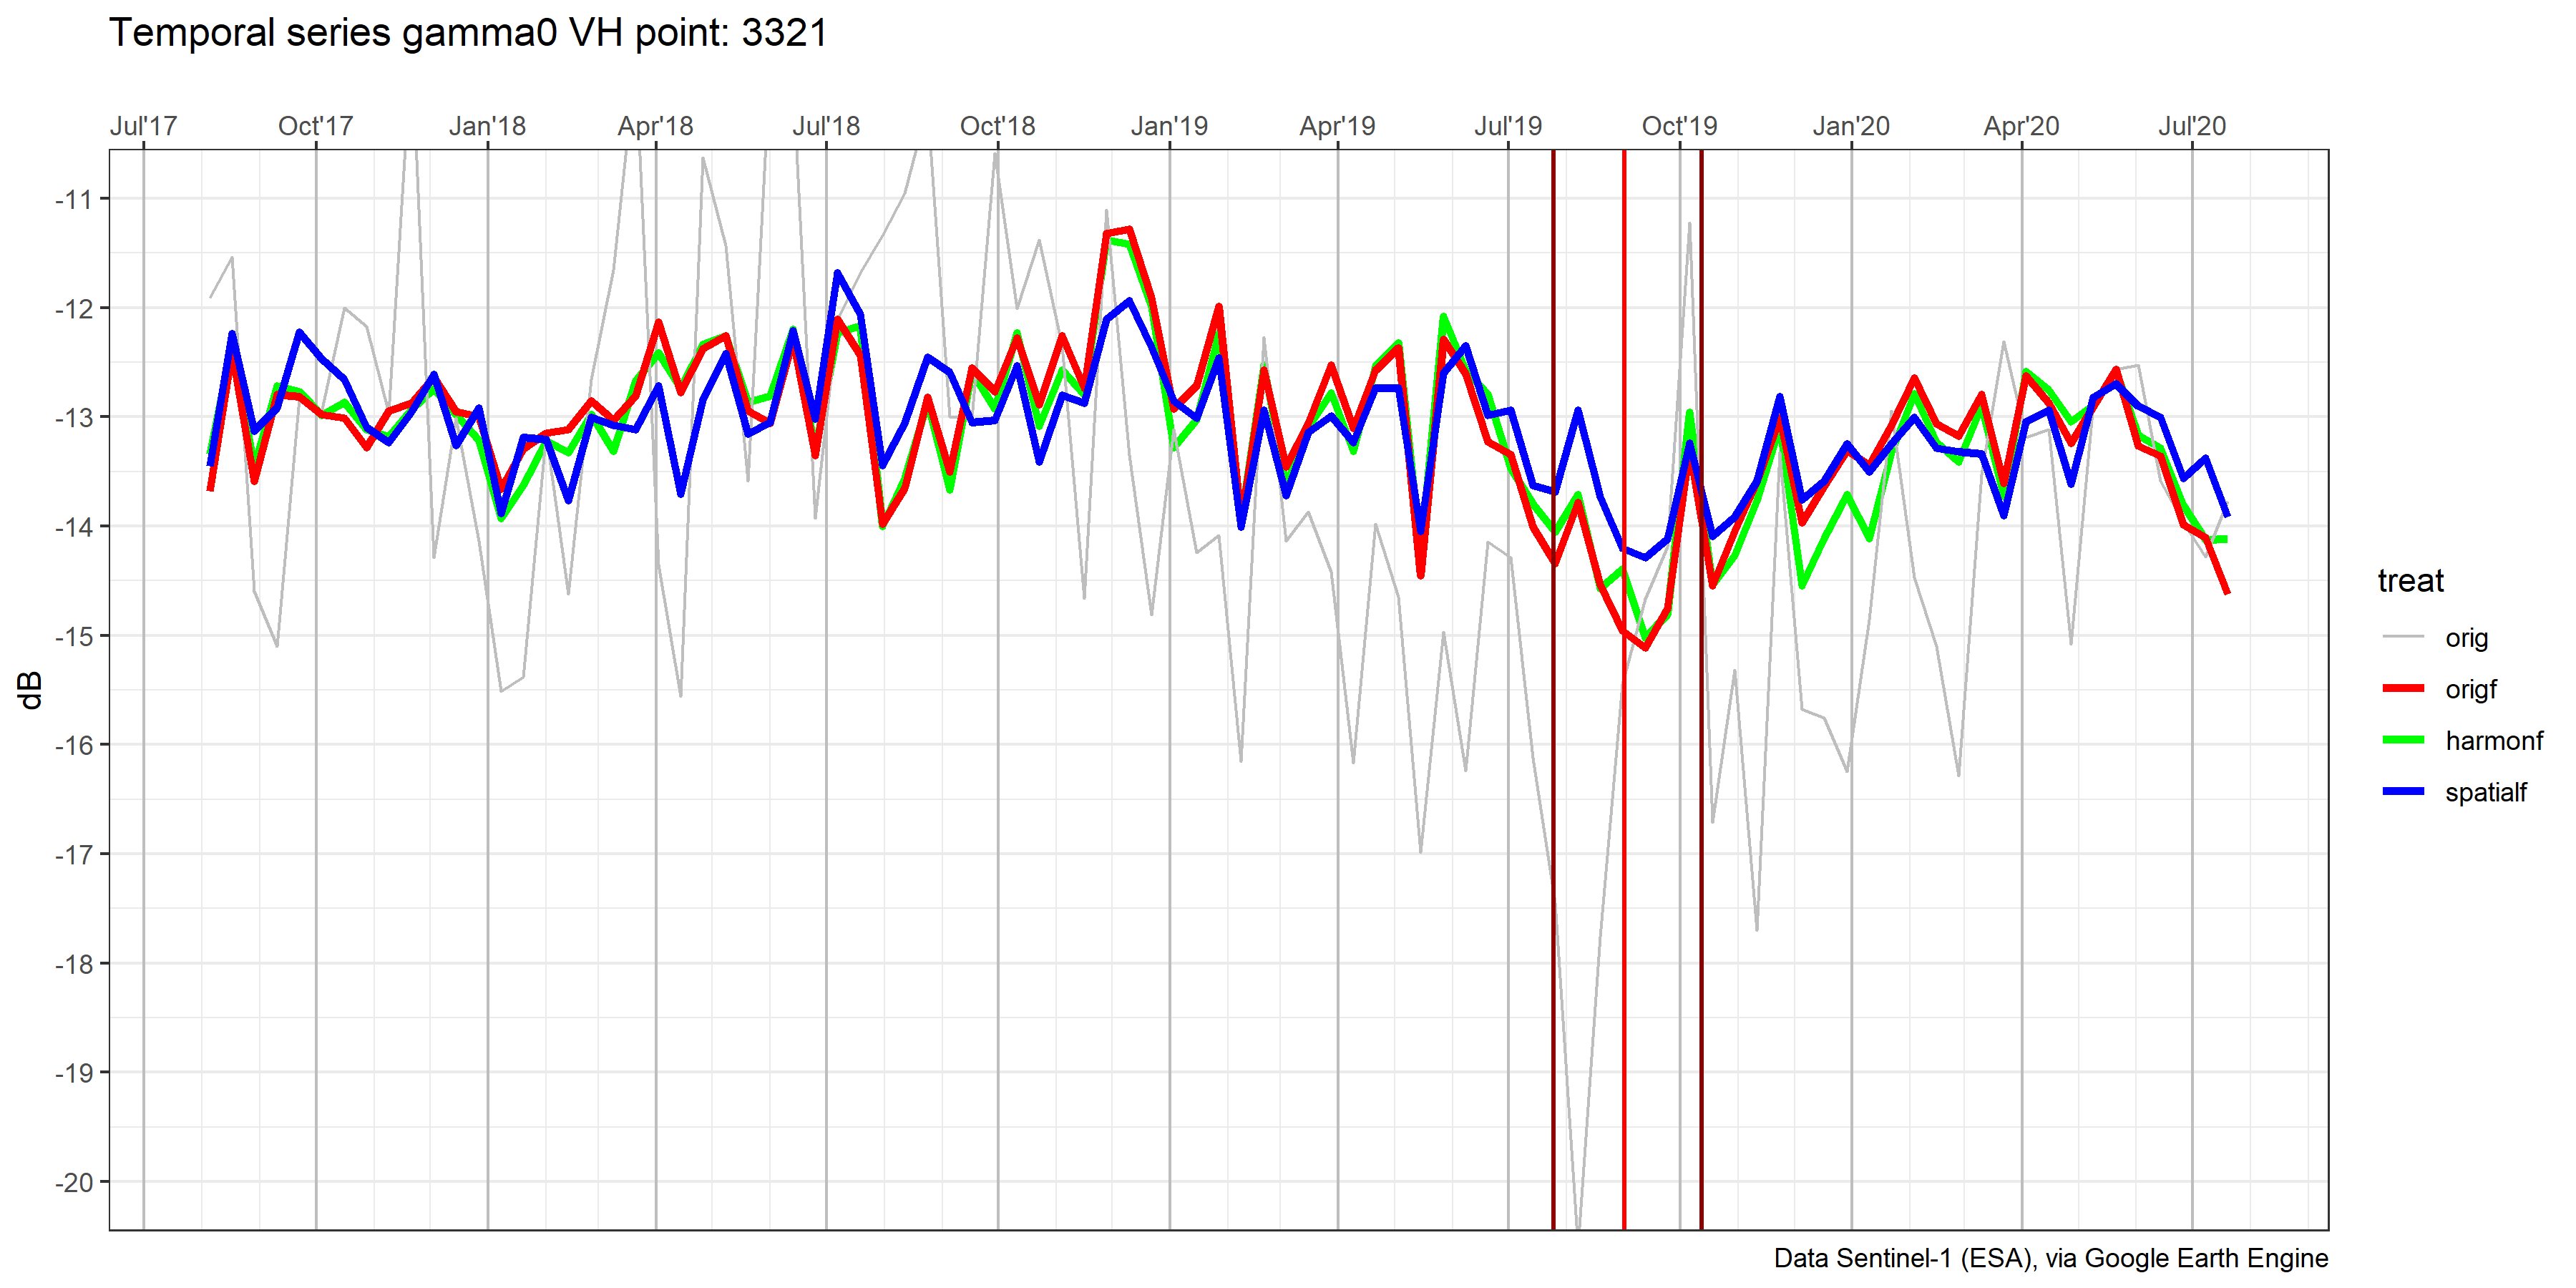 Temporal series gamma0 VH point: 3321
Jul'17 Oct'17 Jan'18 Apr'18 Jul'18 Oct'18 Jan'19 Apr'19 Jul'19 Oct'19 Jan'20 Apr'20 Jul'20
-11
-12
-13
-14
-15
-16
-17
-18
-19
-20
dB
treat
orig
origf
harmonf
spatialf
Data Sentinel-1 (ESA), via Google Earth Engine